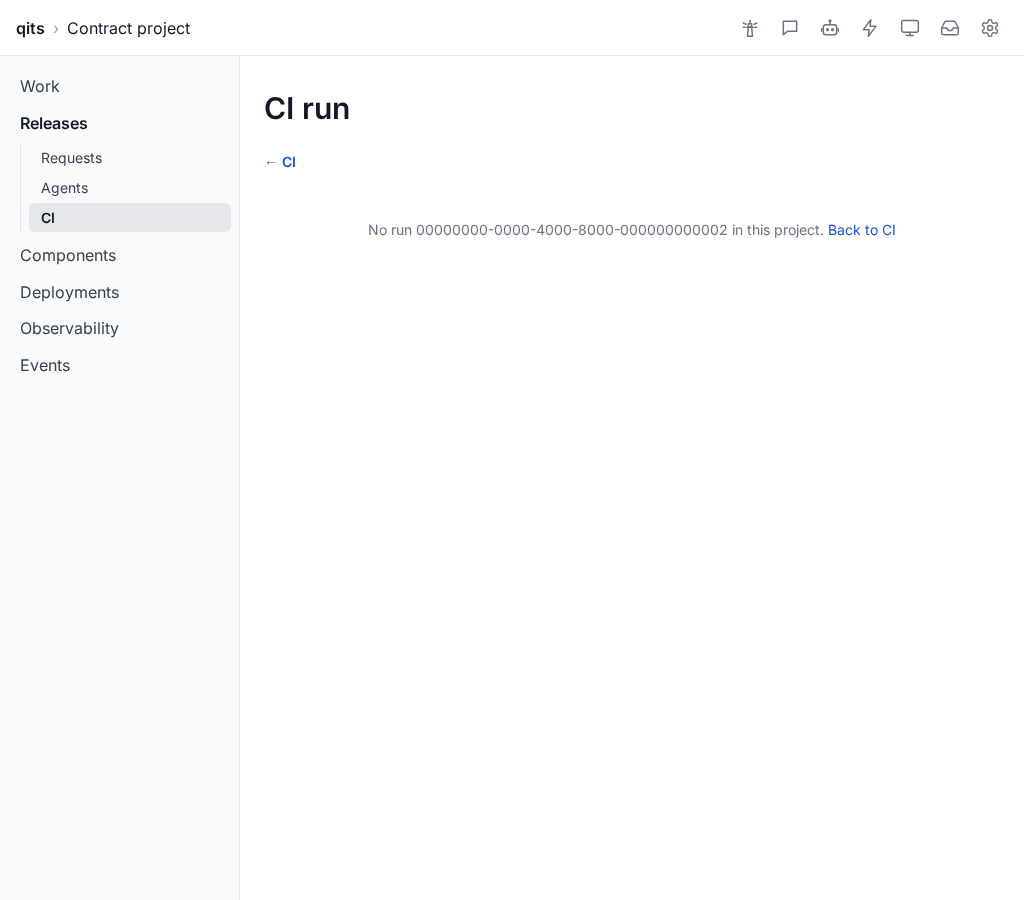 qits › Contract project
Work
Releases
Requests
Agents
CI
Components
Deployments
Observability
Events
CI run
← CI
No run 00000000-0000-4000-8000-000000000002 in this project. Back to CI